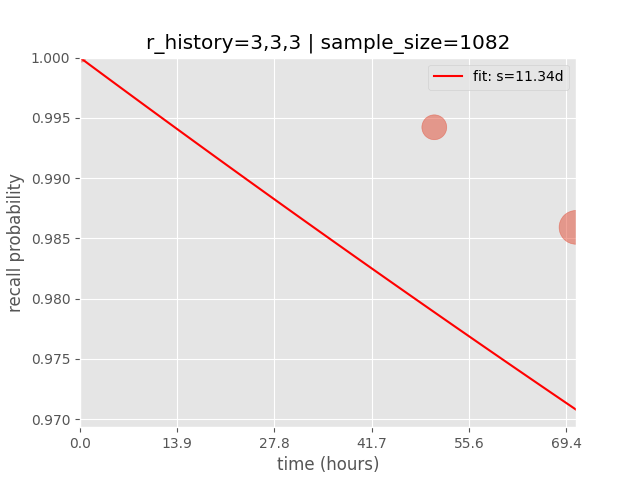 r_history=3,3,3 | sample_size=1082
fit: s=11.34d
recall probability
1.000
0.995
0.990
0.985
0.980
0.975
0.970
0.0 13.9 27.8 41.7 55.6 69.4
time (hours)